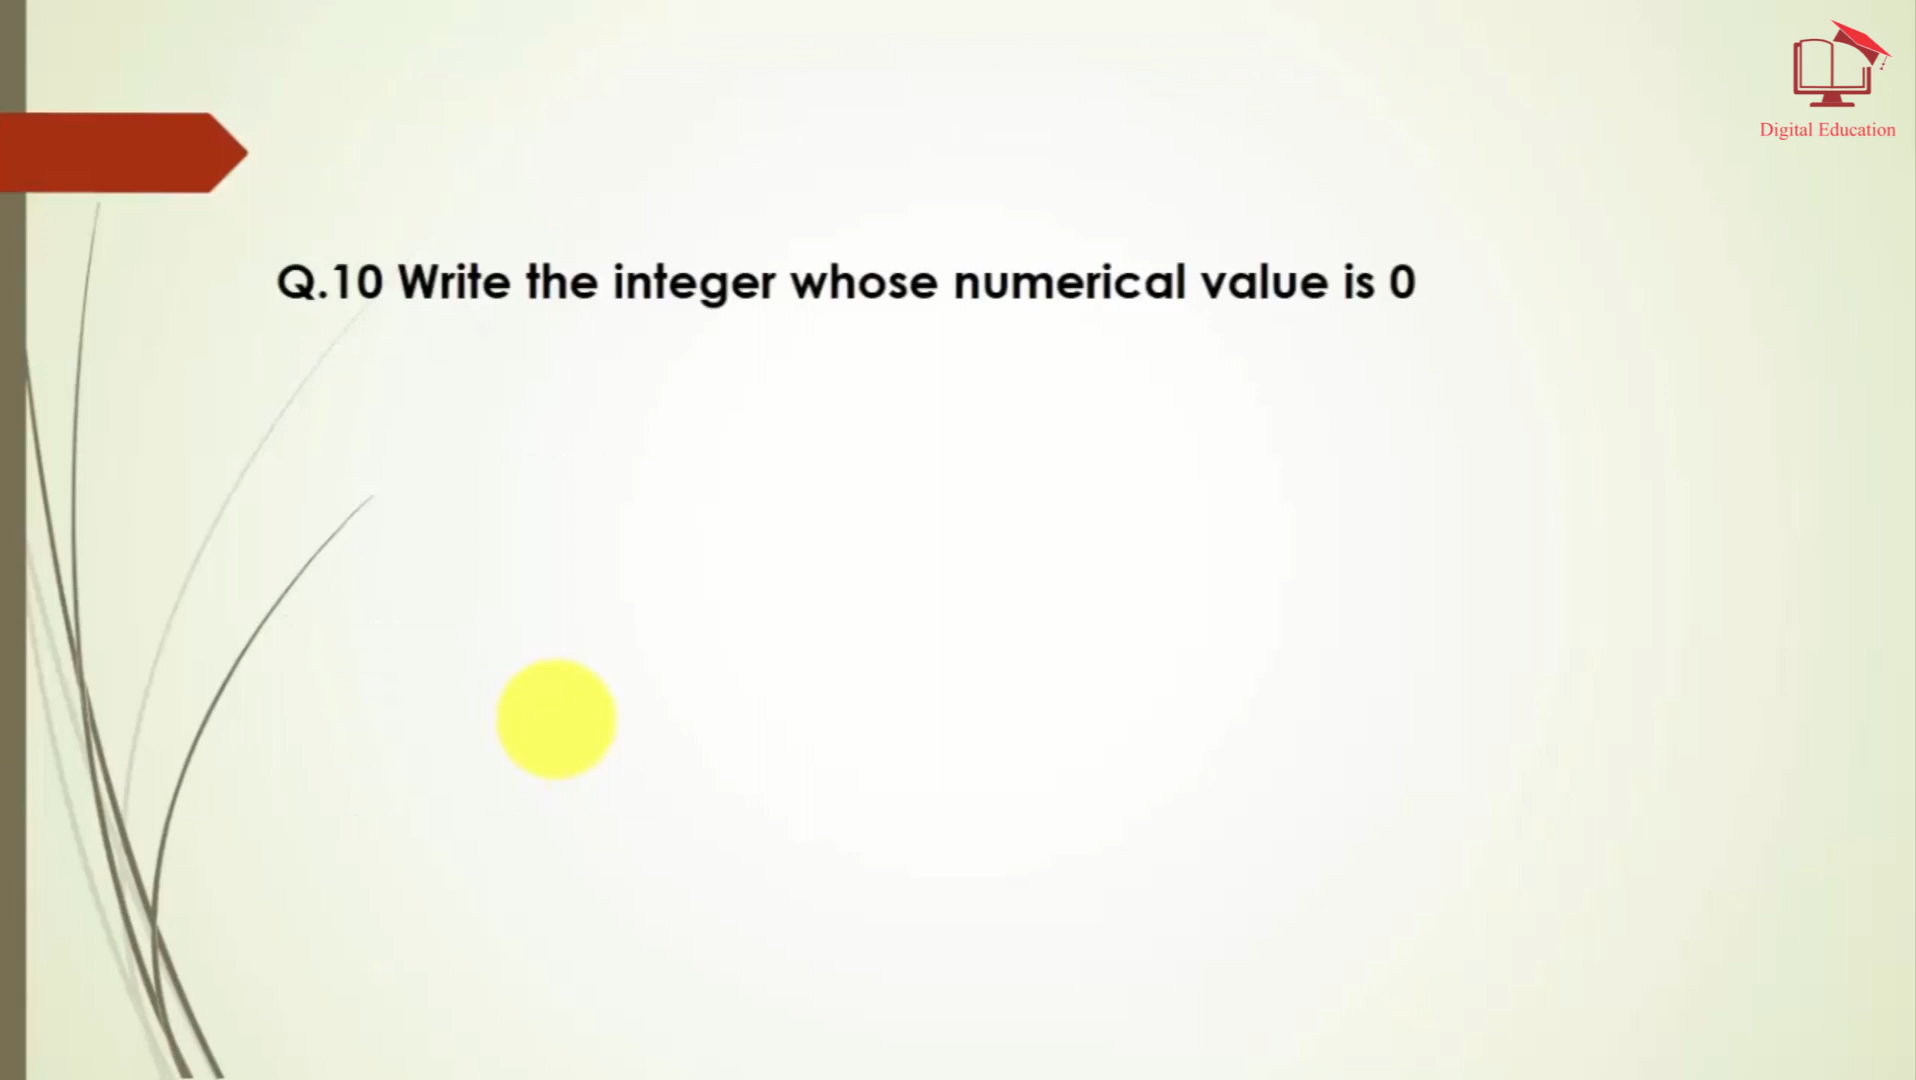 Digital Education
Q.10 Write the integer whose numerical value is 0